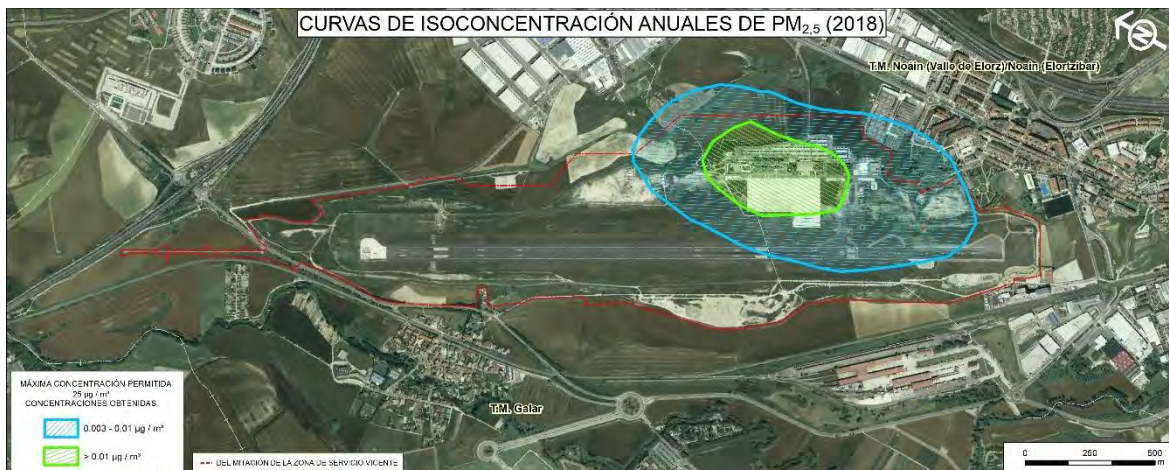 CURVAS DE ISOCONCENTRACIÓN ANUALES DE PM2,5 (2018)
N
T.M. Noáin (Valle de Elorz)/Noain (Elortzibar)
T.M. Galar
MÁXIMA CONCENTRACIÓN PERMITIDA
25 µg / m³
CONCENTRACIONES OBTENIDAS
0.003 - 0.01 µg / m³
> 0.01 µg / m³
DELIMITACIÓN DE LA ZONA DE SERVICIO VICENTE
0 250 500
m